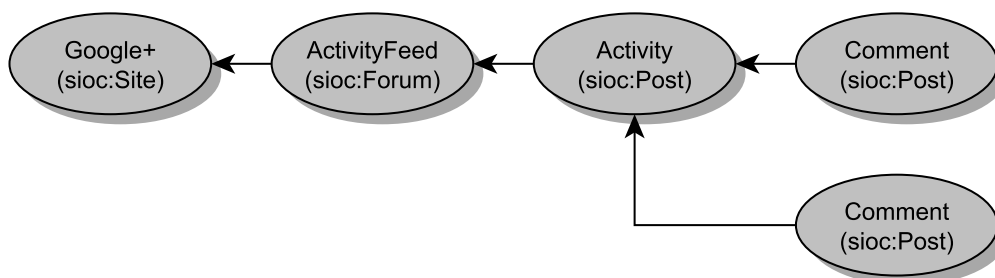 Google+
(sioc:Site)
ActivityFeed
(sioc:Forum)
Activity
(sioc:Post)
Comment
(sioc:Post)
Comment
(sioc:Post)